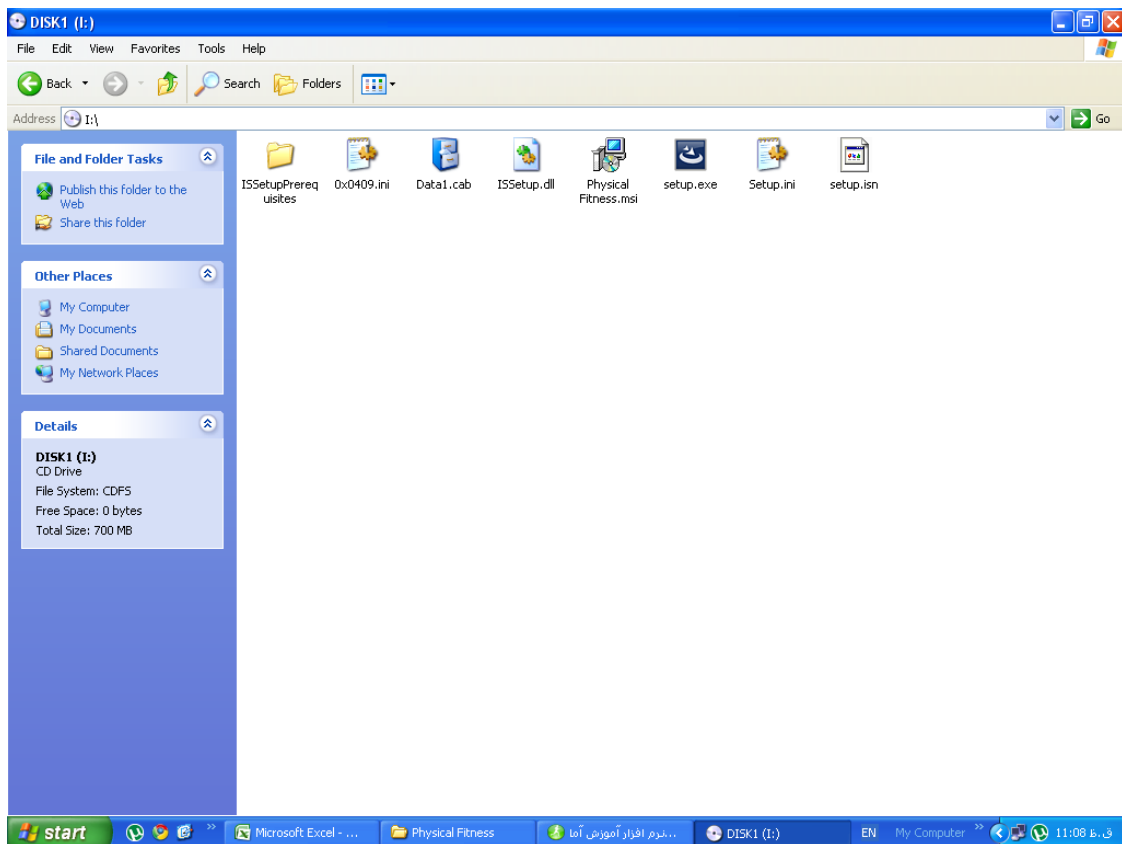 DISK1 (I:)
File Edit View Favorites Tools Help
Back Search Folders
Address I:\ Go
File and Folder Tasks
Publish this folder to the
Web
Share this folder
Other Places
My Computer
My Documents
Shared Documents
My Network Places
Details
DISK1 (I:)
CD Drive
File System: CDFS
Free Space: 0 bytes
Total Size: 700 MB
ISSetupPrereq
uisites
0x0409.ini
Data1.cab
ISSetup.dll
Physical
Fitness.msi
setup.exe
Setup.ini
setup.isn
start
Microsoft Excel - ...
Physical Fitness
نرم افزار آموزش آما...
DISK1 (I:)
EN
My Computer
11:08 ق.ظ